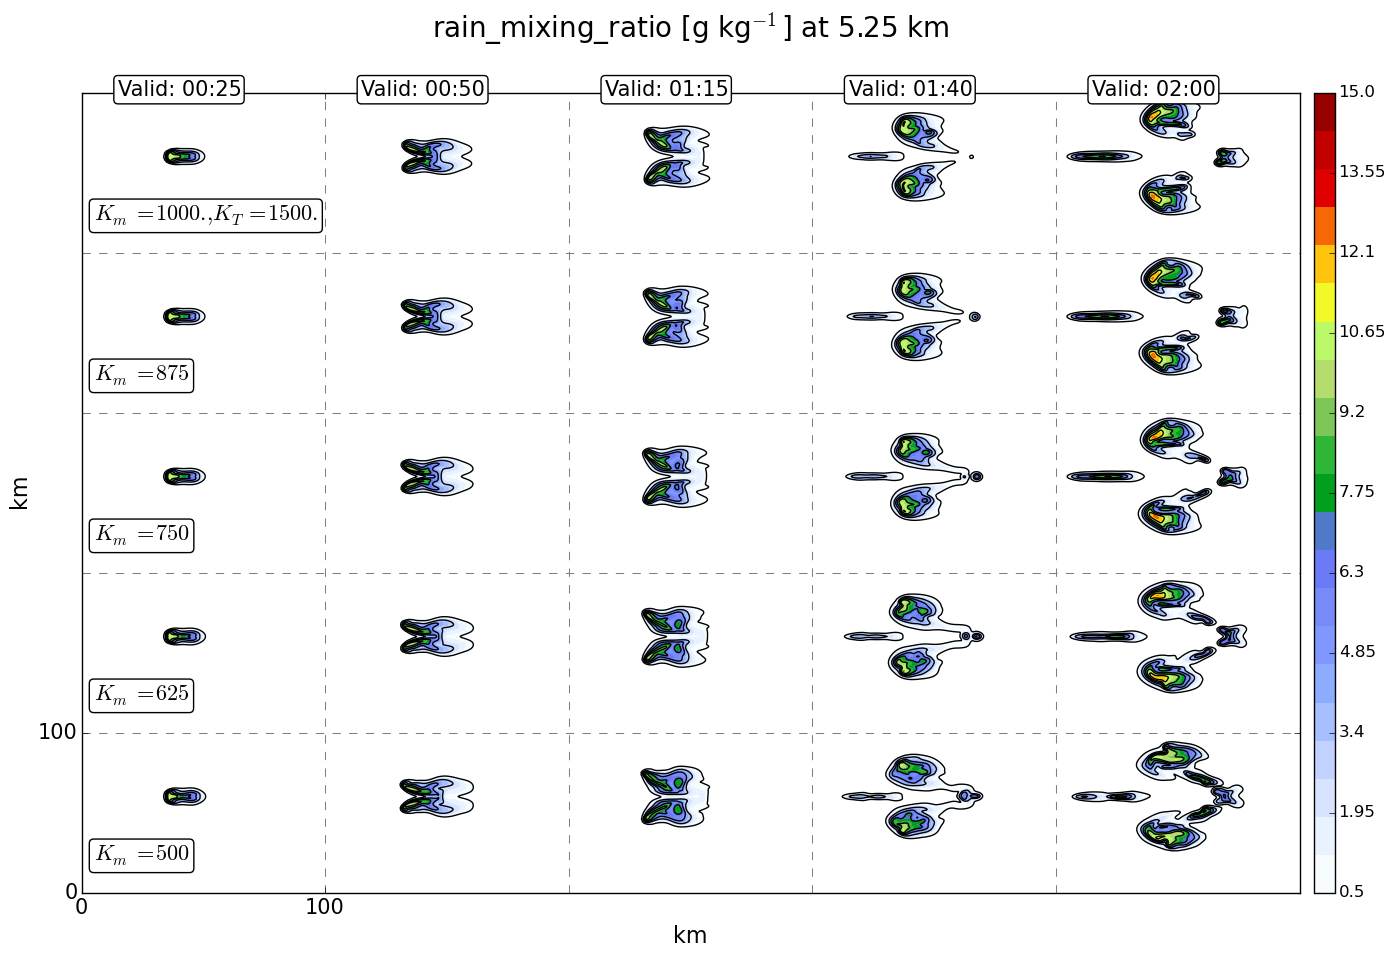 rain_mixing_ratio [g kg⁻¹] at 5.25 km
Valid: 00:25 Valid: 00:50 Valid: 01:15 Valid: 01:40 Valid: 02:00
K_m =1000.,K_T =1500.
K_m =875
K_m =750
K_m =625
K_m =500
km
100
0
0 100
km
15.0
13.55
12.1
10.65
9.2
7.75
6.3
4.85
3.4
1.95
0.5